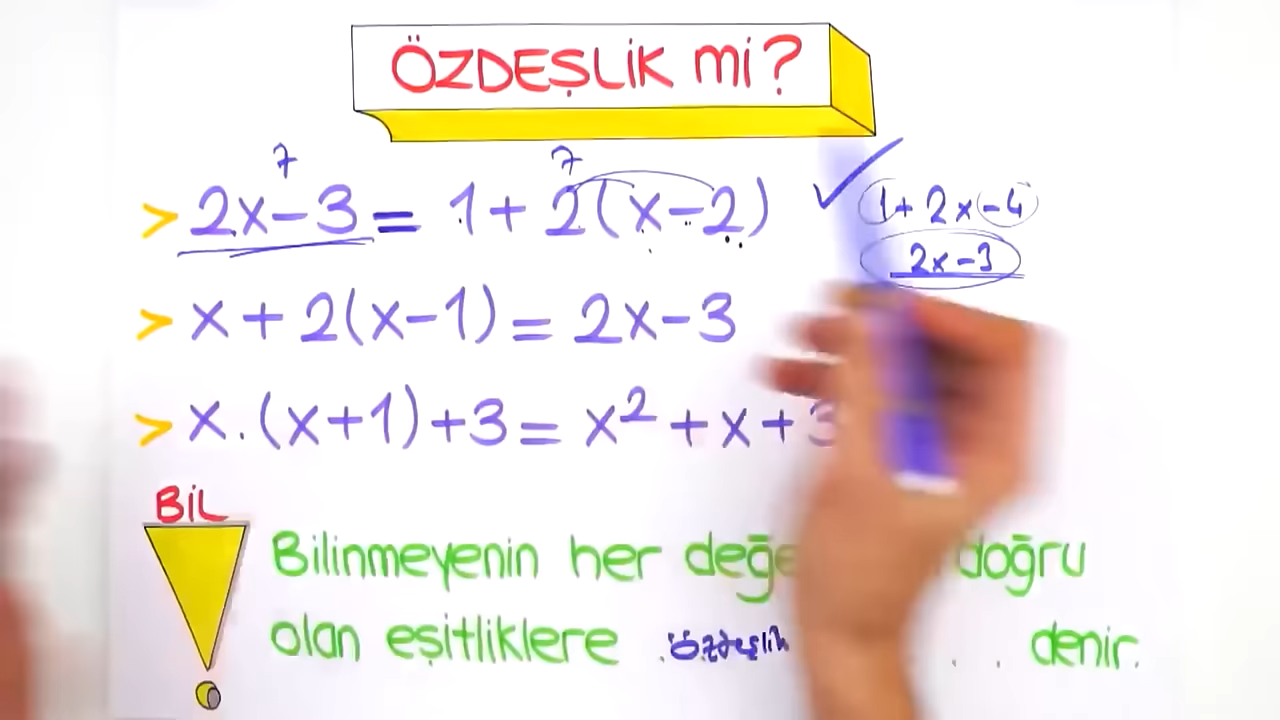 ÖZDEŞLİK Mİ?
7 7
> 2x-3 = 1+2(x-2) ✓ 1+2x-4
2x-3
> x+2(x-1) = 2x-3
> x.(x+1)+3 = x²+x+3
BİL
Bilinmeyenin her doğru
olan eşitliklere özdeşlik denir.